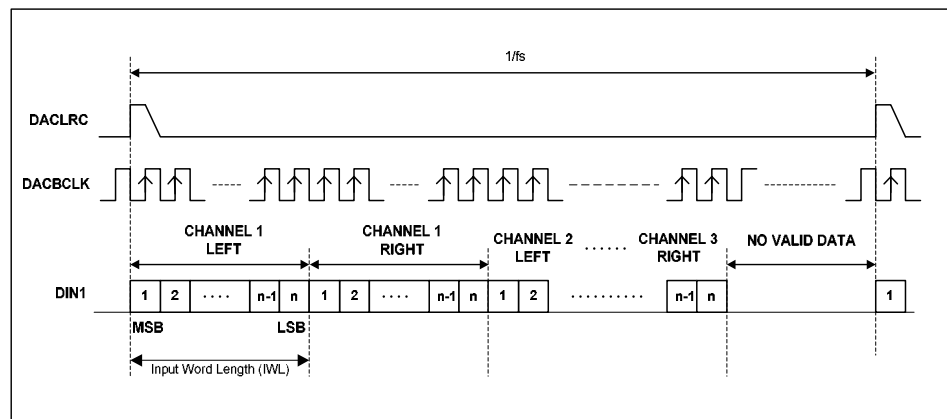 1/fs
DACLRC
DACBCLK
CHANNEL 1
LEFT
CHANNEL 1
RIGHT
CHANNEL 2
LEFT
......
CHANNEL 3
RIGHT
NO VALID DATA
DIN1
1 2 .... n-1 n 1 2 .... n-1 n 1 2 .......... n-1 n 1
MSB
LSB
Input Word Length (IWL)